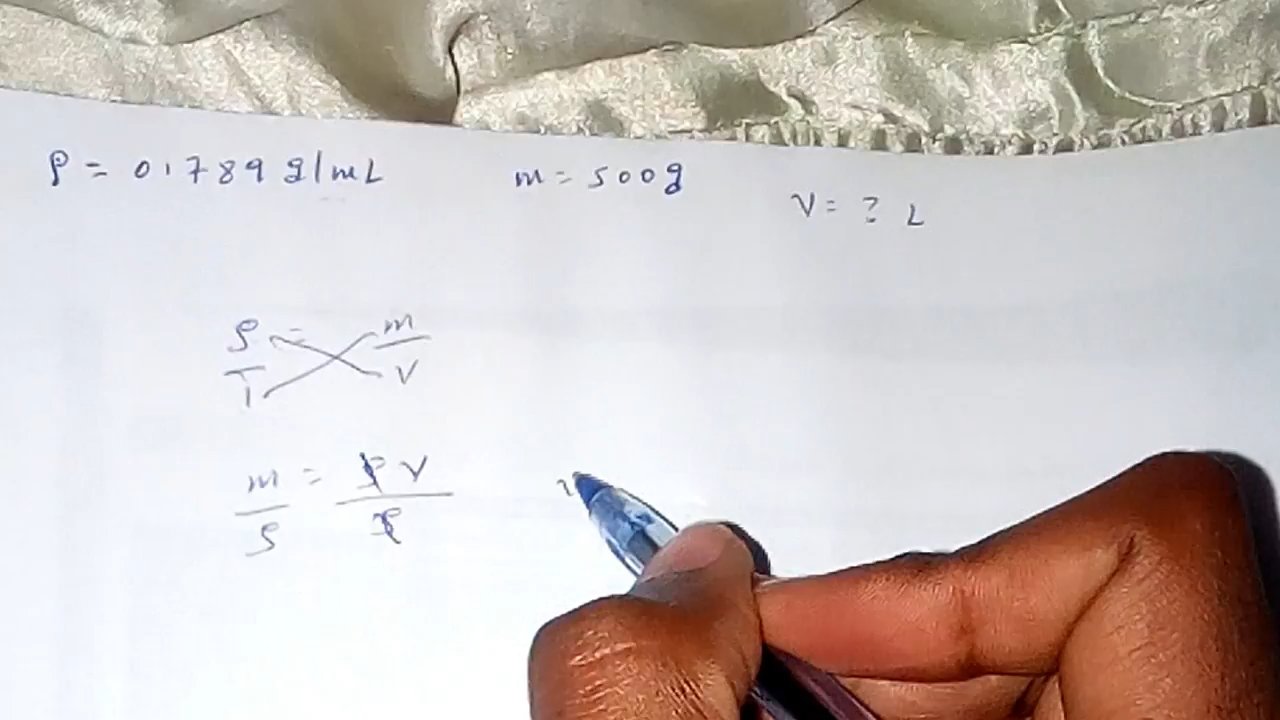 ρ = 0.789 g/mL m = 500g
V = ? L
ρ = m
1 V
m = ρ V
ρ ρ